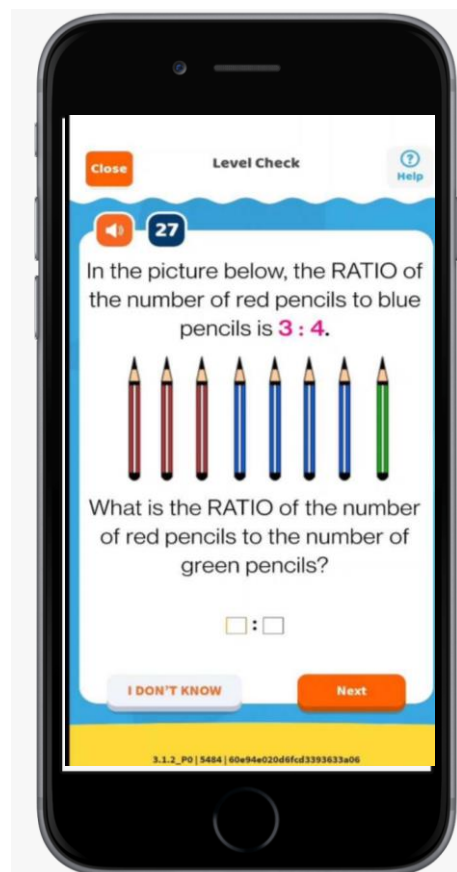 Close
Level Check
?
Help
27
In the picture below, the RATIO of
the number of red pencils to blue
pencils is 3 : 4.
What is the RATIO of the number
of red pencils to the number of
green pencils?
:
I DON'T KNOW
Next
3.1.2_P0 | 5484 | 60e94e020d6fcd3393633a06